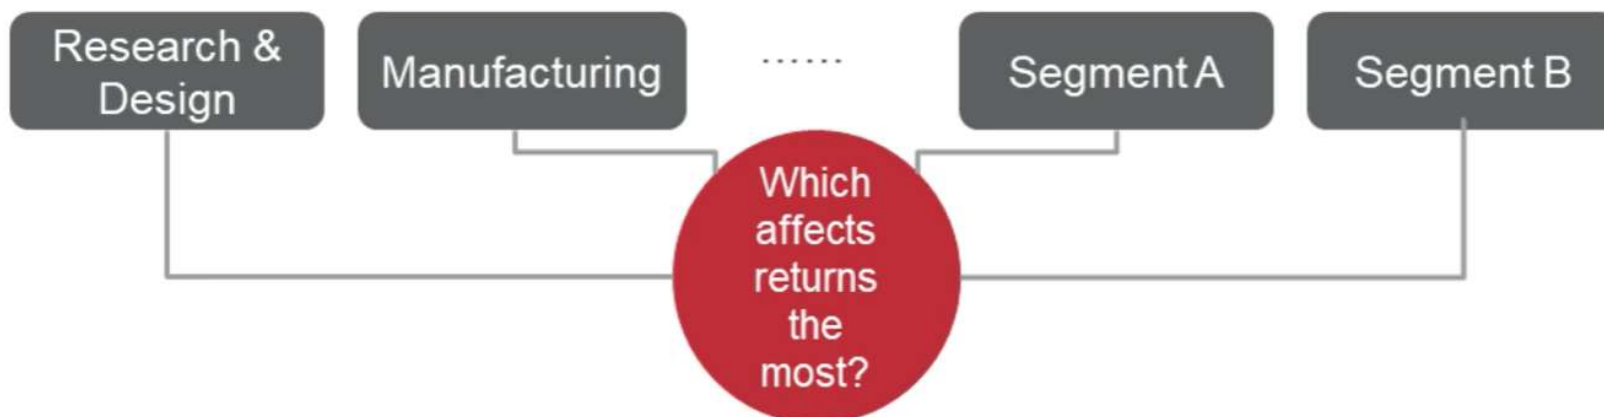 Research &
Design
Manufacturing
......
Segment A
Segment B
Which
affects
returns
the
most?